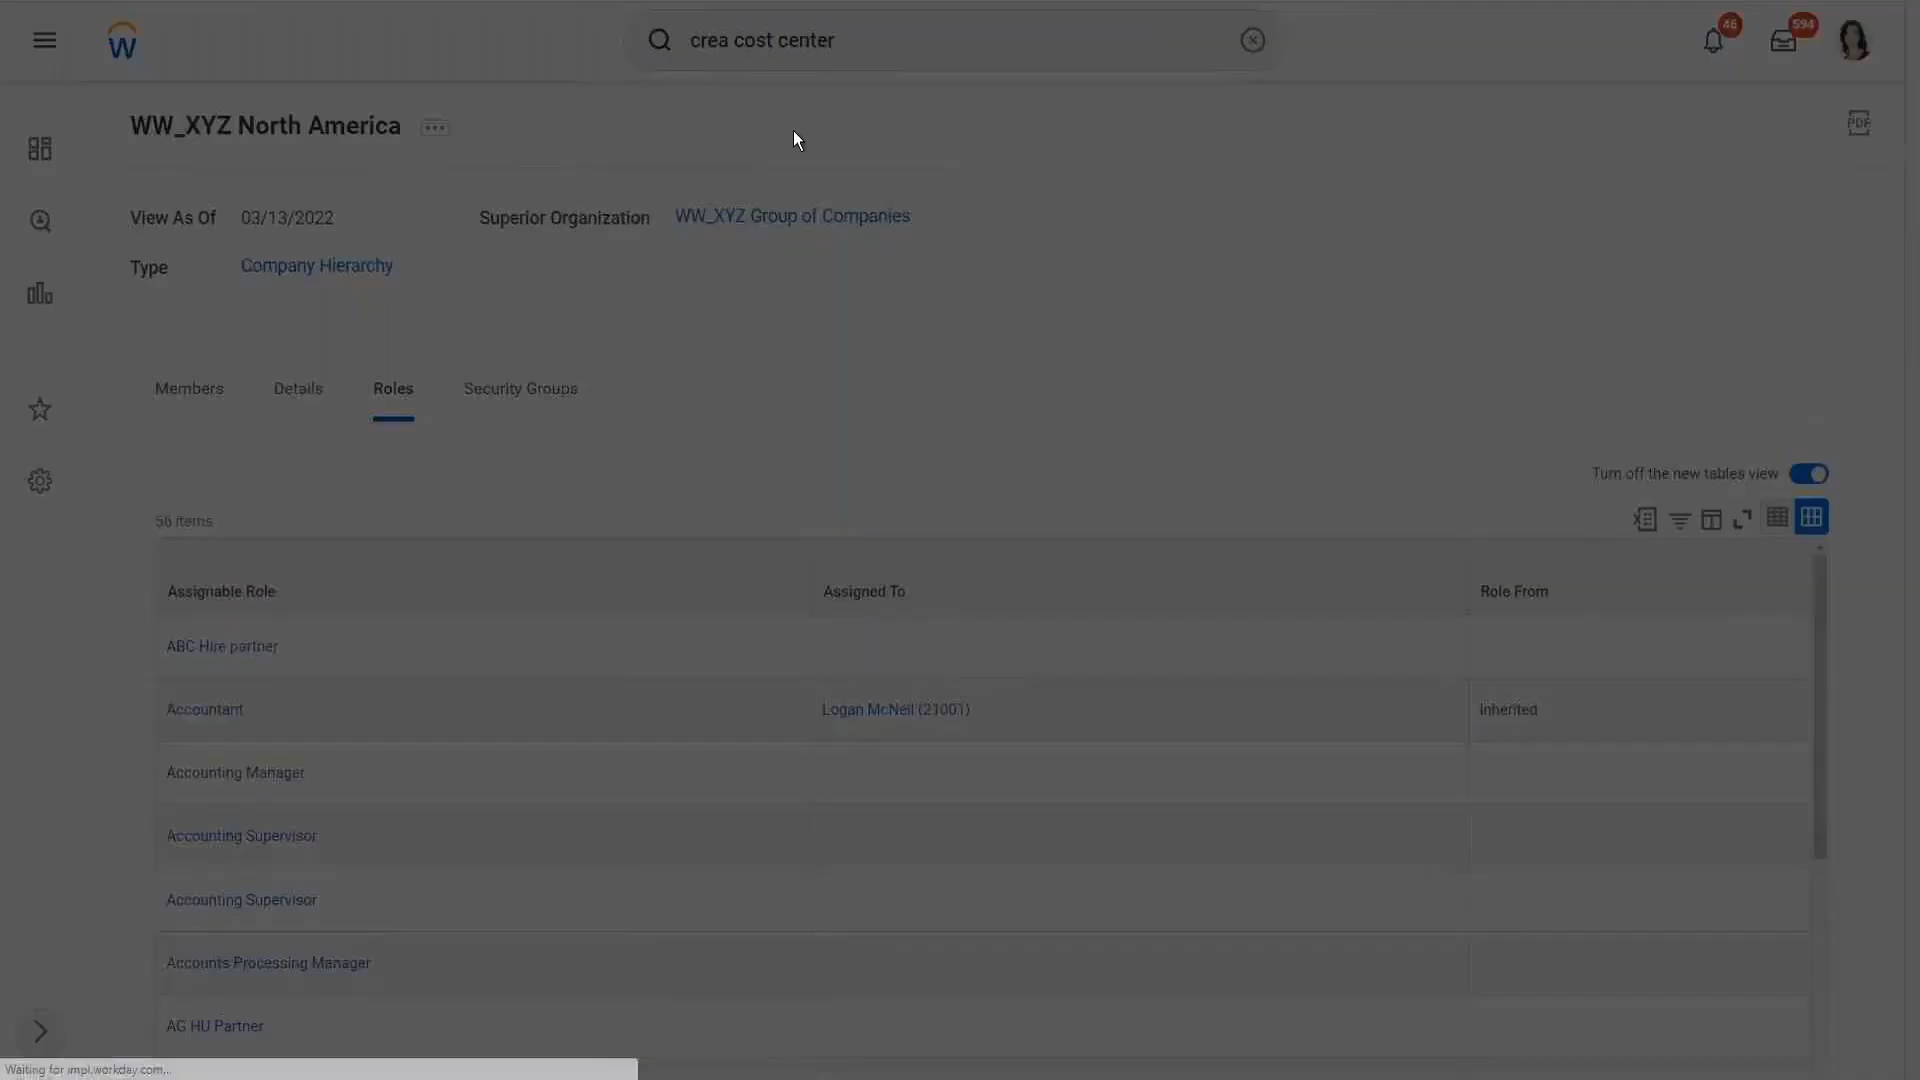 W
crea cost center
46
594
WW_XYZ North America
PDF
View As Of 03/13/2022 Superior Organization WW_XYZ Group of Companies
Type Company Hierarchy
Members Details Roles Security Groups
Turn off the new tables view
56 items
Assignable Role Assigned To Role From
ABC Hire partner
Accountant Logan McNeil (21001) Inherited
Accounting Manager
Accounting Supervisor
Accounting Supervisor
Accounts Processing Manager
AG HU Partner
Waiting for impl.workday.com...